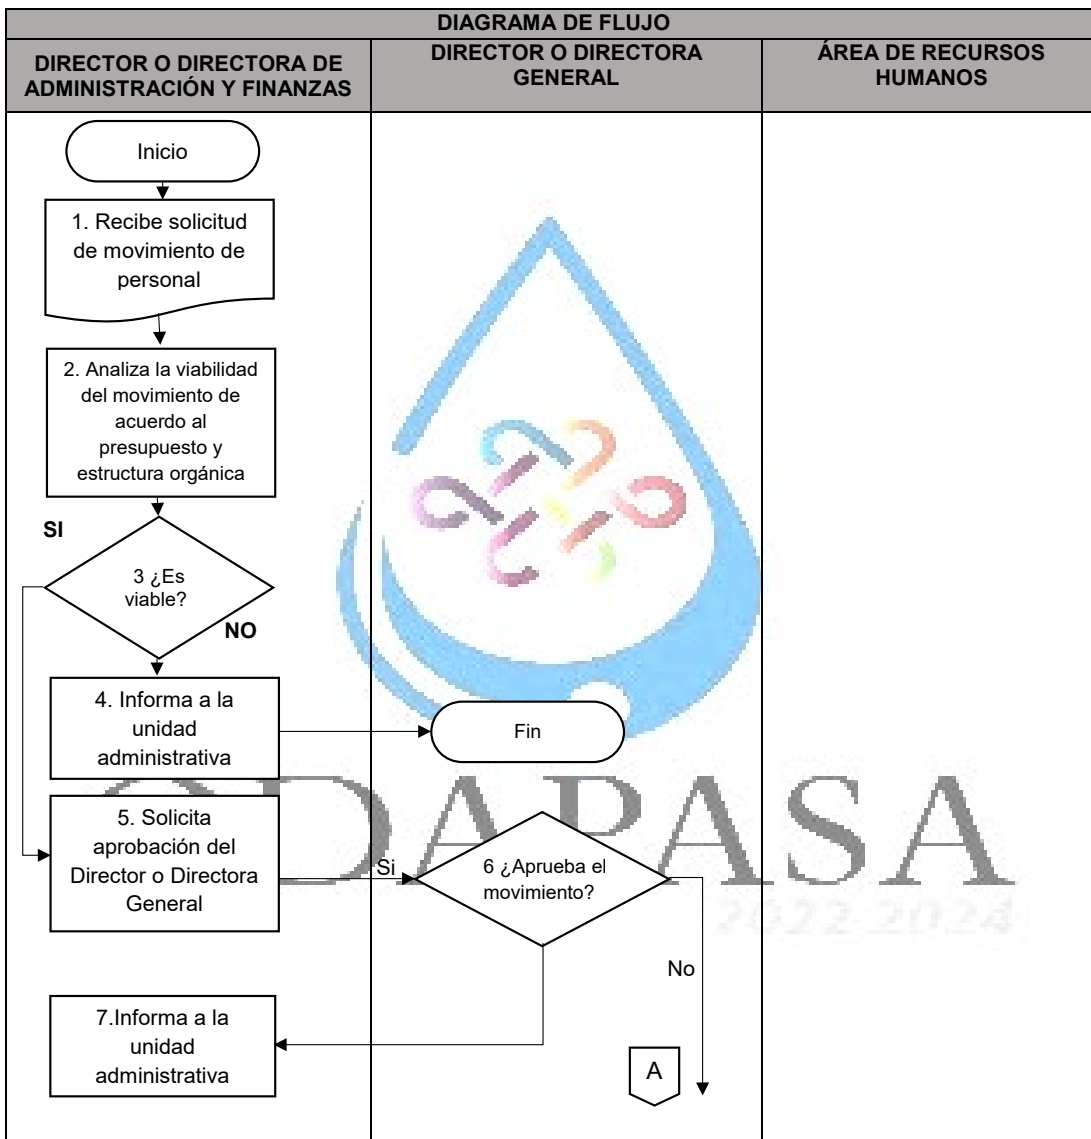 DIAGRAMA DE FLUJO
DIRECTOR O DIRECTORA DE
ADMINISTRACIÓN Y FINANZAS
DIRECTOR O DIRECTORA
GENERAL
ÁREA DE RECURSOS
HUMANOS
Inicio
1. Recibe solicitud
de movimiento de
personal
2. Analiza la viabilidad
del movimiento de
acuerdo al
presupuesto y
estructura orgánica
SI
3 ¿Es
viable?
NO
4. Informa a la
unidad
administrativa
Fin
5. Solicita
aprobación del
Director o Directora
General
Si
6 ¿Aprueba el
movimiento?
No
7.Informa a la
unidad
administrativa
A
ODAPASA
2022-2024